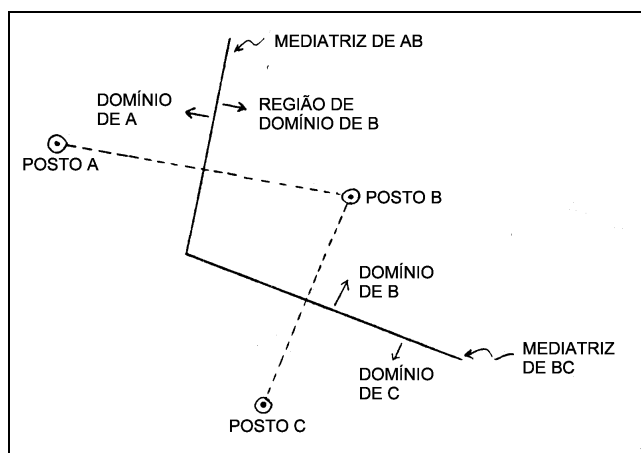 MEDIATRIZ DE AB
DOMÍNIO
DE A
REGIÃO DE
DOMÍNIO DE B
POSTO A
POSTO B
DOMÍNIO
DE B
MEDIATRIZ
DE BC
DOMÍNIO
DE C
POSTO C